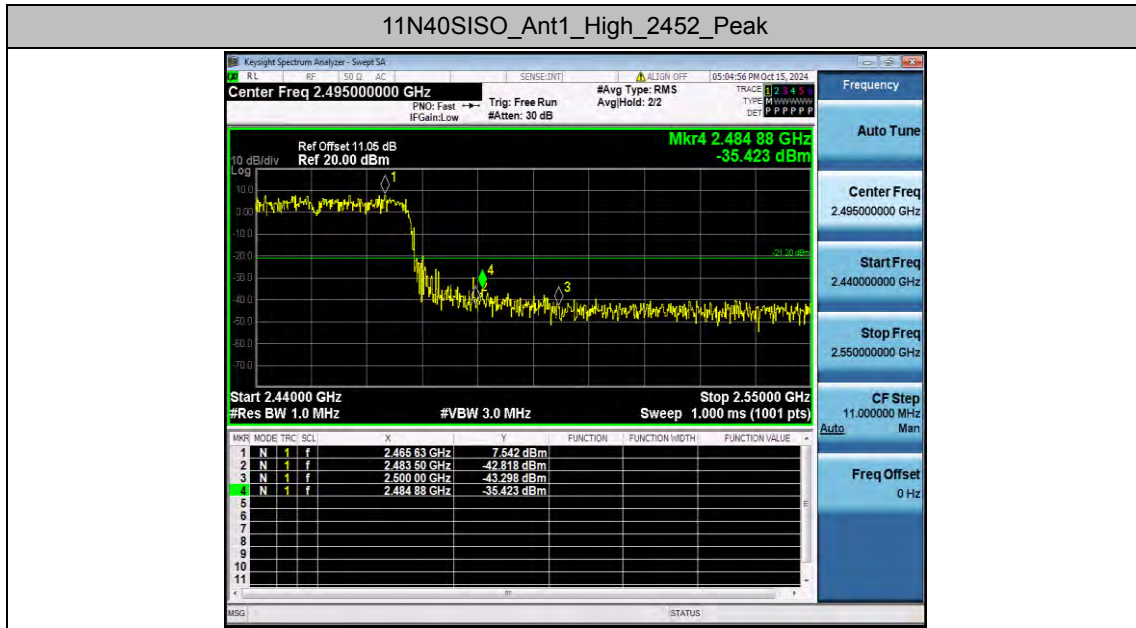 11N40SISO_Ant1_High_2452_Peak
Keysight Spectrum Analyzer - Swept SA
RL RF 50 Ω AC SENSE:INT ALIGN OFF 05:04:56 PM Oct 15, 2024
Center Freq 2.495000000 GHz
PNO: Fast
IFGain:Low
Trig: Free Run
#Atten: 30 dB
#Avg Type: RMS
Avg|Hold: 2/2
TRACE 1 2 3 4 5 6
TYPE M WWWWW
DET P P P P P P
Mkr4 2.484 88 GHz
-35.423 dBm
Ref Offset 11.05 dB
10 dB/div Ref 20.00 dBm
Log
10.0
0.00
-10.0
-20.0
-30.0
-40.0
-50.0
-60.0
-70.0
1
4
2
3
-21.20 dBm
Start 2.44000 GHz Stop 2.55000 GHz
#Res BW 1.0 MHz #VBW 3.0 MHz Sweep 1.000 ms (1001 pts)
MKR MODE TRC SCL X Y FUNCTION FUNCTION WIDTH FUNCTION VALUE
1 N 1 f 2.465 63 GHz 7.542 dBm
2 N 1 f 2.483 50 GHz -42.818 dBm
3 N 1 f 2.500 00 GHz -43.298 dBm
4 N 1 f 2.484 88 GHz -35.423 dBm
5
6
7
8
9
10
11
MSG STATUS
Frequency
Auto Tune
Center Freq
2.495000000 GHz
Start Freq
2.440000000 GHz
Stop Freq
2.550000000 GHz
CF Step
11.000000 MHz
Auto Man
Freq Offset
0 Hz